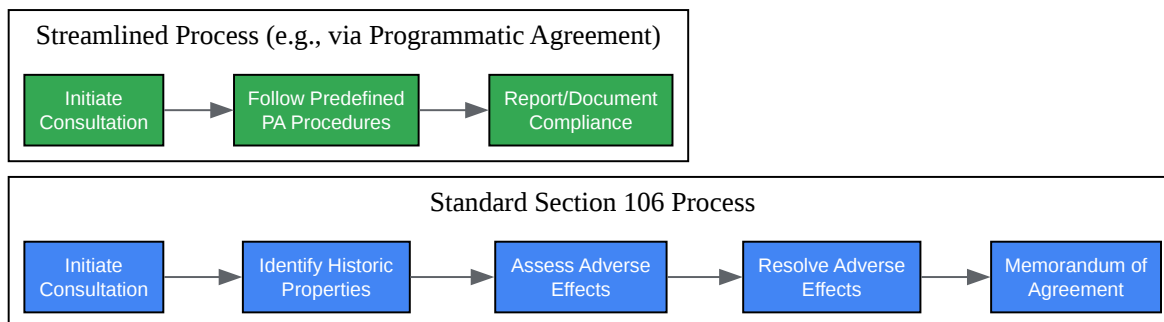 Streamlined Process (e.g., via Programmatic Agreement)
Initiate
Consultation
Follow Predefined
PA Procedures
Report/Document
Compliance
Standard Section 106 Process
Initiate
Consultation
Identify Historic
Properties
Assess Adverse
Effects
Resolve Adverse
Effects
Memorandum of
Agreement